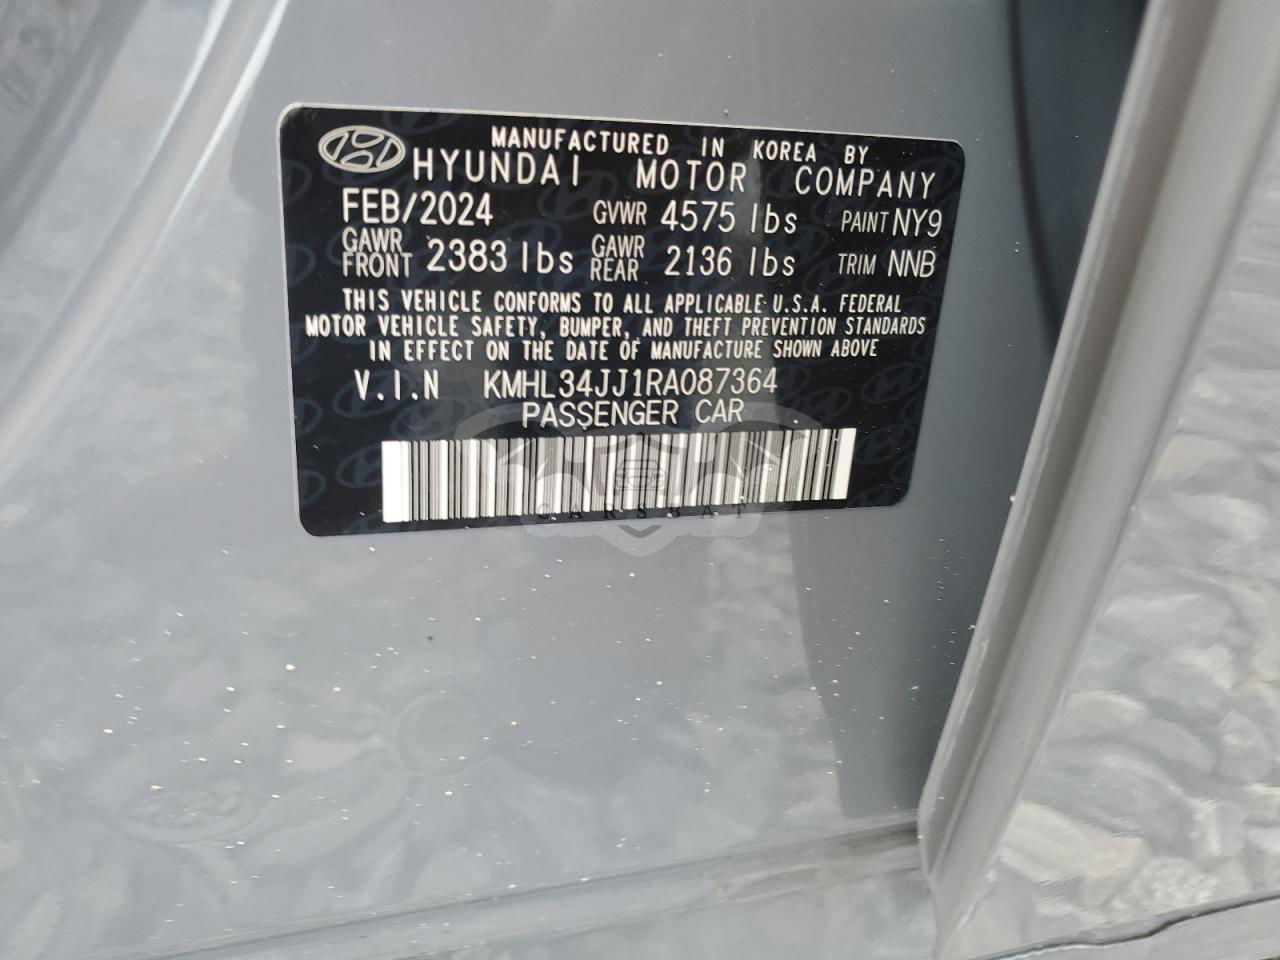 MANUFACTURED IN KOREA BY
HYUNDAI MOTOR COMPANY
FEB/2024 GVWR 4575 lbs PAINT NY9
GAWR FRONT 2383 lbs GAWR REAR 2136 lbs TRIM NNB
THIS VEHICLE CONFORMS TO ALL APPLICABLE U.S.A. FEDERAL
MOTOR VEHICLE SAFETY, BUMPER, AND THEFT PREVENTION STANDARDS
IN EFFECT ON THE DATE OF MANUFACTURE SHOWN ABOVE
V.I.N KMHL34JJ1RA087364
PASSENGER CAR
CARSBAT